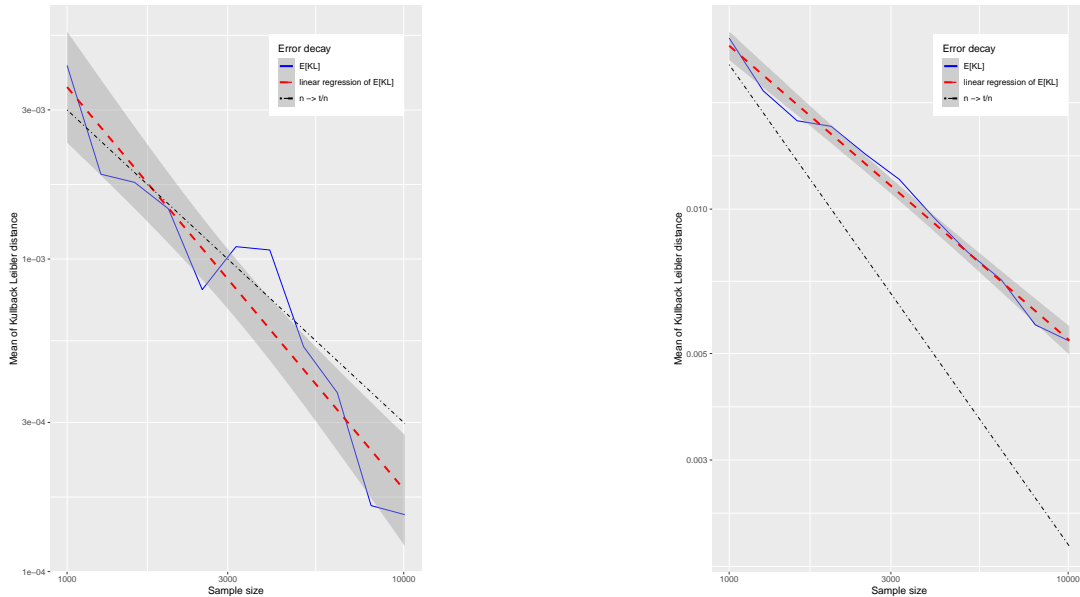 Error decay
E[KL]
linear regression of E[KL]
n −> t/n
3e−03
1e−03
3e−04
1e−04
1000
3000
10000
Sample size
Mean of Kullback Leibler distance
Error decay
E[KL]
linear regression of E[KL]
n −> t/n
0.010
0.005
0.003
1000
3000
10000
Sample size
Mean of Kullback Leibler distance